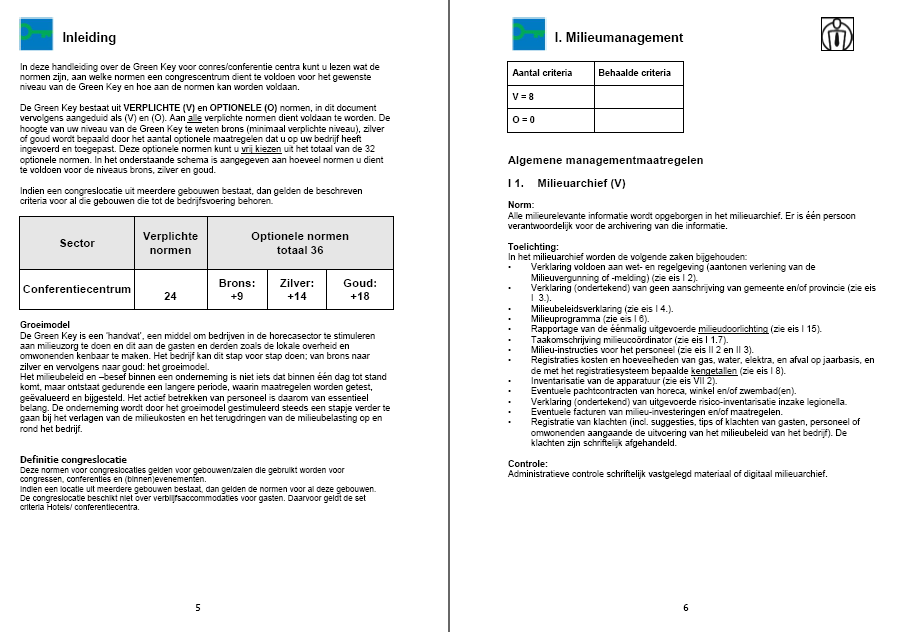 Inleiding
In deze handleiding over de Green Key voor conres/conferentie centra kunt u lezen wat de
normen zijn, aan welke normen een congrescentrum dient te voldoen voor het gewenste
niveau van de Green Key en hoe aan de normen kan worden voldaan.
De Green Key bestaat uit VERPLICHTE (V) en OPTIONELE (O) normen, in dit document
vervolgens aangeduid als (V) en (O). Aan alle verplichte normen dient voldaan te worden. De
hoogte van uw niveau van de Green Key te weten brons (minimaal verplichte niveau), zilver
of goud wordt bepaald door het aantal optionele maatregelen dat u op uw bedrijf heeft
ingevoerd en toegepast. Deze optionele normen kunt u vrij kiezen uit het totaal van de 32
optionele normen. In het onderstaande schema is aangegeven aan hoeveel normen u dient
te voldoen voor de niveaus brons, zilver en goud.
Indien een congreslocatie uit meerdere gebouwen bestaat, dan gelden de beschreven
criteria voor al die gebouwen die tot de bedrijfsvoering behoren.
Sector
Verplichte
normen
Optionele normen
totaal 36
Conferentiecentrum
24
Brons:
+9
Zilver:
+14
Goud:
+18
Groeimodel
De Green Key is een 'handvat', een middel om bedrijven in de horecasector te stimuleren
aan milieuzorg te doen en dit aan de gasten en derden zoals de lokale overheid en
omwonenden kenbaar te maken. Het bedrijf kan dit stap voor stap doen; van brons naar
zilver en vervolgens naar goud: het groeimodel.
Het milieubeleid en –besef binnen een onderneming is niet iets dat binnen één dag tot stand
komt, maar ontstaat gedurende een langere periode, waarin maatregelen worden getest,
geëvalueerd en bijgesteld. Het actief betrekken van personeel is daarom van essentieel
belang. De onderneming wordt door het groeimodel gestimuleerd steeds een stapje verder te
gaan bij het verlagen van de milieukosten en het terugdringen van de milieubelasting op en
rond het bedrijf.
Definitie congreslocatie
Deze normen voor congreslocaties gelden voor gebouwen/zalen die gebruikt worden voor
congressen, conferenties en (binnen)evenementen.
Indien een locatie uit meerdere gebouwen bestaat, dan gelden de normen voor al deze gebouwen.
De congreslocatie beschikt niet over verblijfsaccommodaties voor gasten. Daarvoor geldt de set
criteria Hotels/ conferentiecentra.
5
I. Milieumanagement
Aantal criteria Behaalde criteria
V = 8
O = 0
Algemene managementmaatregelen
I 1. Milieuarchief (V)
Norm:
Alle milieurelevante informatie wordt opgeborgen in het milieuarchief. Er is één persoon
verantwoordelijk voor de archivering van die informatie.
Toelichting:
In het milieuarchief worden de volgende zaken bijgehouden:
• Verklaring voldoen aan wet- en regelgeving (aantonen verlening van de
Milieuvergunning of -melding) (zie eis I 2).
• Verklaring (ondertekend) van geen aanschrijving van gemeente en/of provincie (zie eis
I 3.).
• Milieubeleidsverklaring (zie eis I 4.).
• Milieuprogramma (zie eis I 6).
• Rapportage van de éénmalig uitgevoerde milieudoorlichting (zie eis I 15).
• Taakomschrijving milieucoördinator (zie eis I 1.7).
• Milieu-instructies voor het personeel (zie eis II 2 en II 3).
• Registraties kosten en hoeveelheden van gas, water, elektra, en afval op jaarbasis, en
de met het registratiesysteem bepaalde kengetallen (zie eis I 8).
• Inventarisatie van de apparatuur (zie eis VII 2).
• Eventuele pachtcontracten van horeca, winkel en/of zwembad(en).
• Verklaring (ondertekend) van uitgevoerde risico-inventarisatie inzake legionella.
• Eventuele facturen van milieu-investeringen en/of maatregelen.
• Registratie van klachten (incl. suggesties, tips of klachten van gasten, personeel of
omwonenden aangaande de uitvoering van het milieubeleid van het bedrijf). De
klachten zijn schriftelijk afgehandeld.
Controle:
Administratieve controle schriftelijk vastgelegd materiaal of digitaal milieuarchief.
6